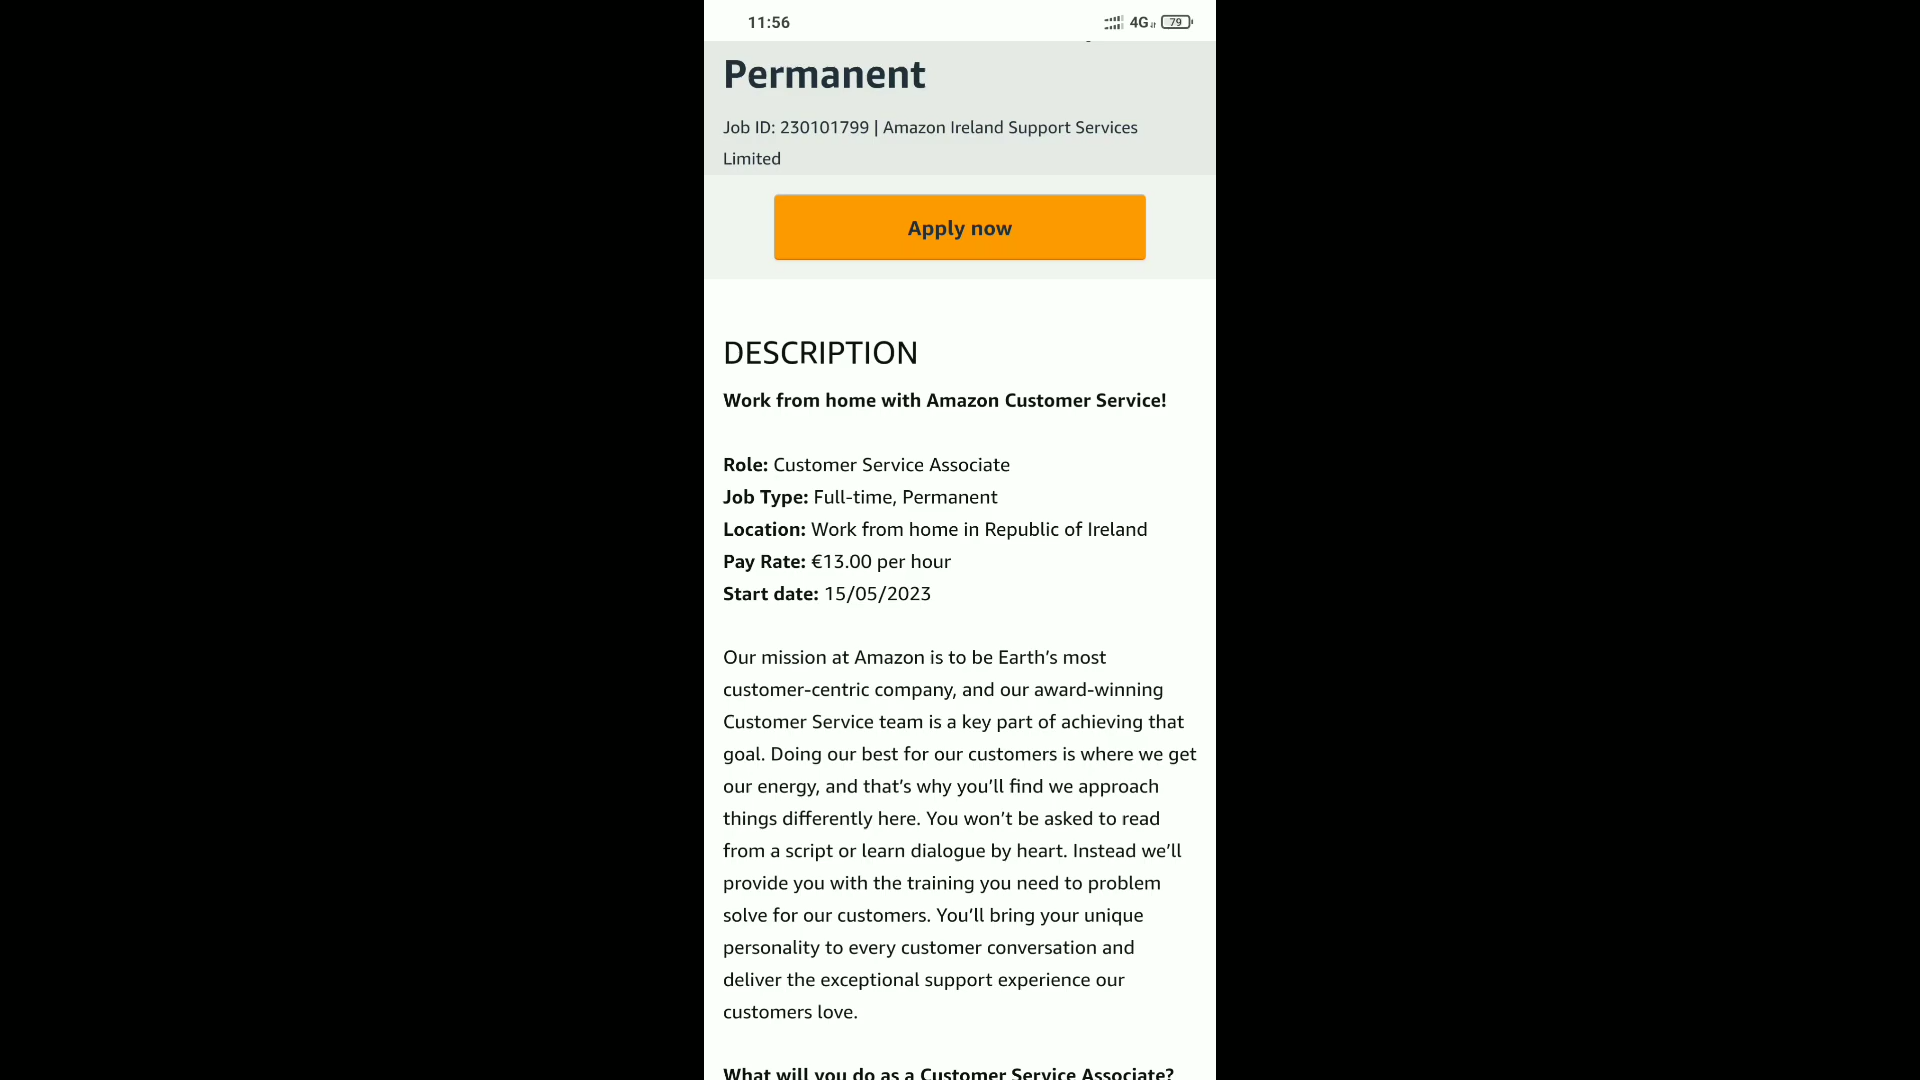 11:56
4G
79
Permanent
Job ID: 230101799 | Amazon Ireland Support Services
Limited
Apply now
DESCRIPTION
Work from home with Amazon Customer Service!
Role: Customer Service Associate
Job Type: Full-time, Permanent
Location: Work from home in Republic of Ireland
Pay Rate: €13.00 per hour
Start date: 15/05/2023
Our mission at Amazon is to be Earth’s most
customer-centric company, and our award-winning
Customer Service team is a key part of achieving that
goal. Doing our best for our customers is where we get
our energy, and that’s why you’ll find we approach
things differently here. You won’t be asked to read
from a script or learn dialogue by heart. Instead we’ll
provide you with the training you need to problem
solve for our customers. You’ll bring your unique
personality to every customer conversation and
deliver the exceptional support experience our
customers love.
What will you do as a Customer Service Associate?